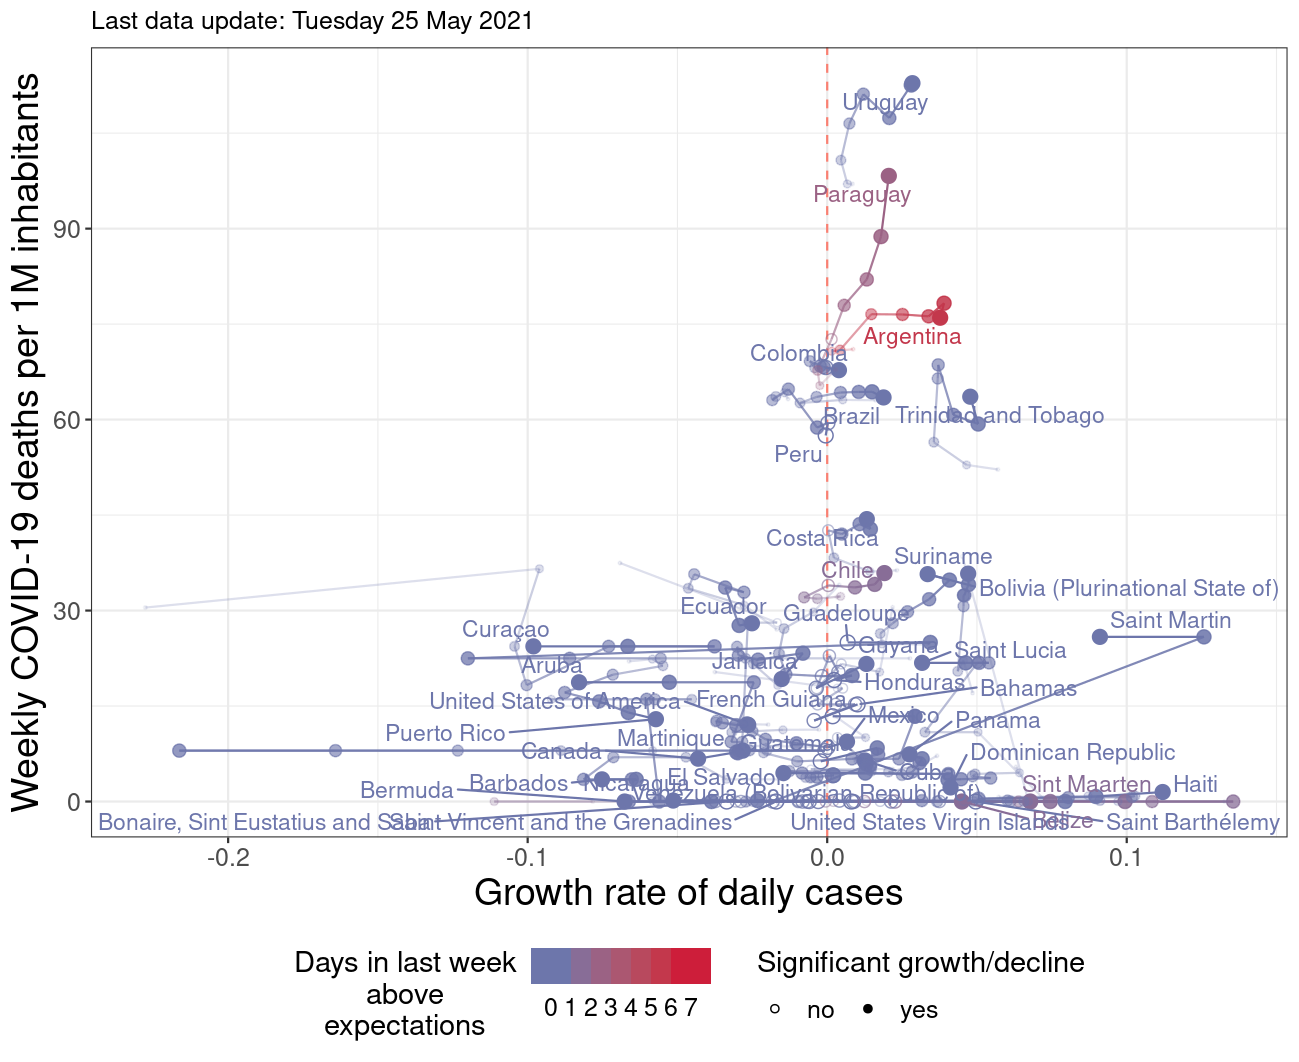 Last data update: Tuesday 25 May 2021
Weekly COVID-19 deaths per 1M inhabitants
90
60
30
0
Uruguay
Paraguay
Argentina
Colombia
Brazil
Trinidad and Tobago
Peru
Costa Rica
Suriname
Chile
Bolivia (Plurinational State of)
Ecuador
Guadeloupe
Saint Martin
Curaçao
Guyana
Saint Lucia
Aruba
Jamaica
Honduras
Bahamas
United States of America
French Guiana
Mexico
Panama
Puerto Rico
Martinique
Guatemala
Canada
Dominican Republic
Cuba
Bermuda
Barbados
Nicaragua
El Salvador
Sint Maarten
Haiti
Venezuela (Bolivarian Republic of)
Bonaire, Sint Eustatius and Saba
Saint Vincent and the Grenadines
United States Virgin Islands
Belize
Saint Barthélemy
-0.2
-0.1
0.0
0.1
Growth rate of daily cases
Days in last week
above
expectations
0 1 2 3 4 5 6 7
Significant growth/decline
no
yes